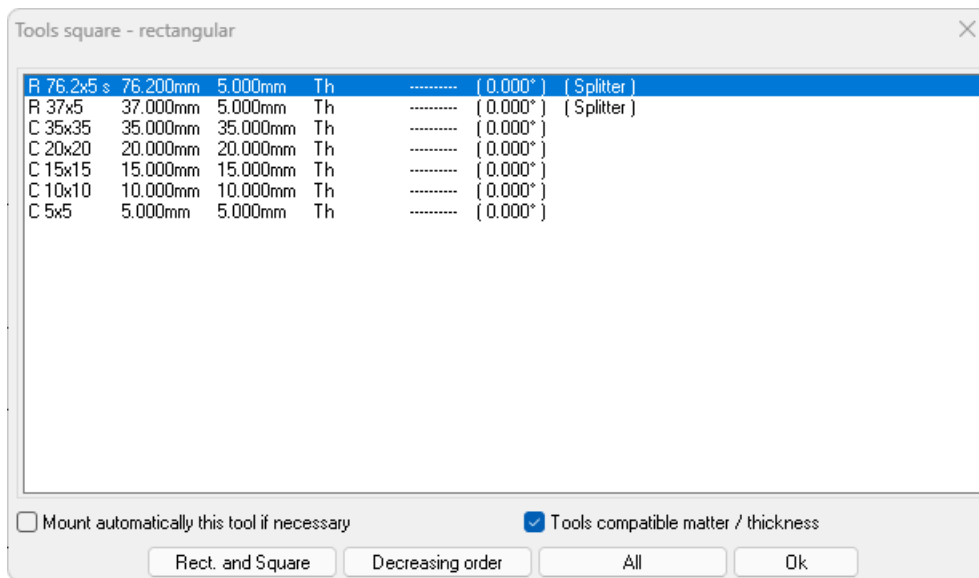 Tools square - rectangular
R 76.2x5 s 76.200mm 5.000mm Th --------- ( 0.000° ) ( Splitter )
R 37x5 37.000mm 5.000mm Th --------- ( 0.000° ) ( Splitter )
C 35x35 35.000mm 35.000mm Th --------- ( 0.000° )
C 20x20 20.000mm 20.000mm Th --------- ( 0.000° )
C 15x15 15.000mm 15.000mm Th --------- ( 0.000° )
C 10x10 10.000mm 10.000mm Th --------- ( 0.000° )
C 5x5 5.000mm 5.000mm Th --------- ( 0.000° )
Mount automatically this tool if necessary Tools compatible matter / thickness
Rect. and Square Decreasing order All Ok